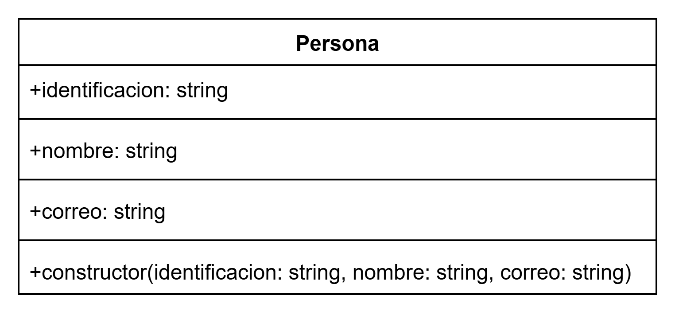 Persona
+identificacion: string
+nombre: string
+correo: string
+constructor(identificacion: string, nombre: string, correo: string)